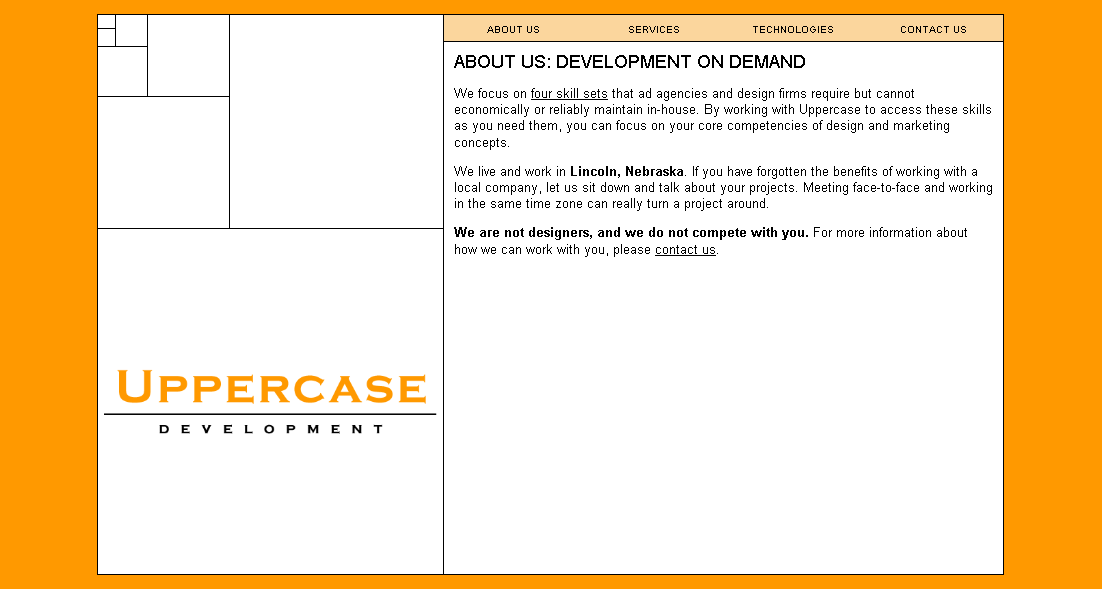 ABOUT US SERVICES TECHNOLOGIES CONTACT US
ABOUT US: DEVELOPMENT ON DEMAND
We focus on four skill sets that ad agencies and design firms require but cannot
economically or reliably maintain in-house. By working with Uppercase to access these skills
as you need them, you can focus on your core competencies of design and marketing
concepts.
We live and work in Lincoln, Nebraska. If you have forgotten the benefits of working with a
local company, let us sit down and talk about your projects. Meeting face-to-face and working
in the same time zone can really turn a project around.
We are not designers, and we do not compete with you. For more information about
how we can work with you, please contact us.
UPPERCASE
DEVELOPMENT